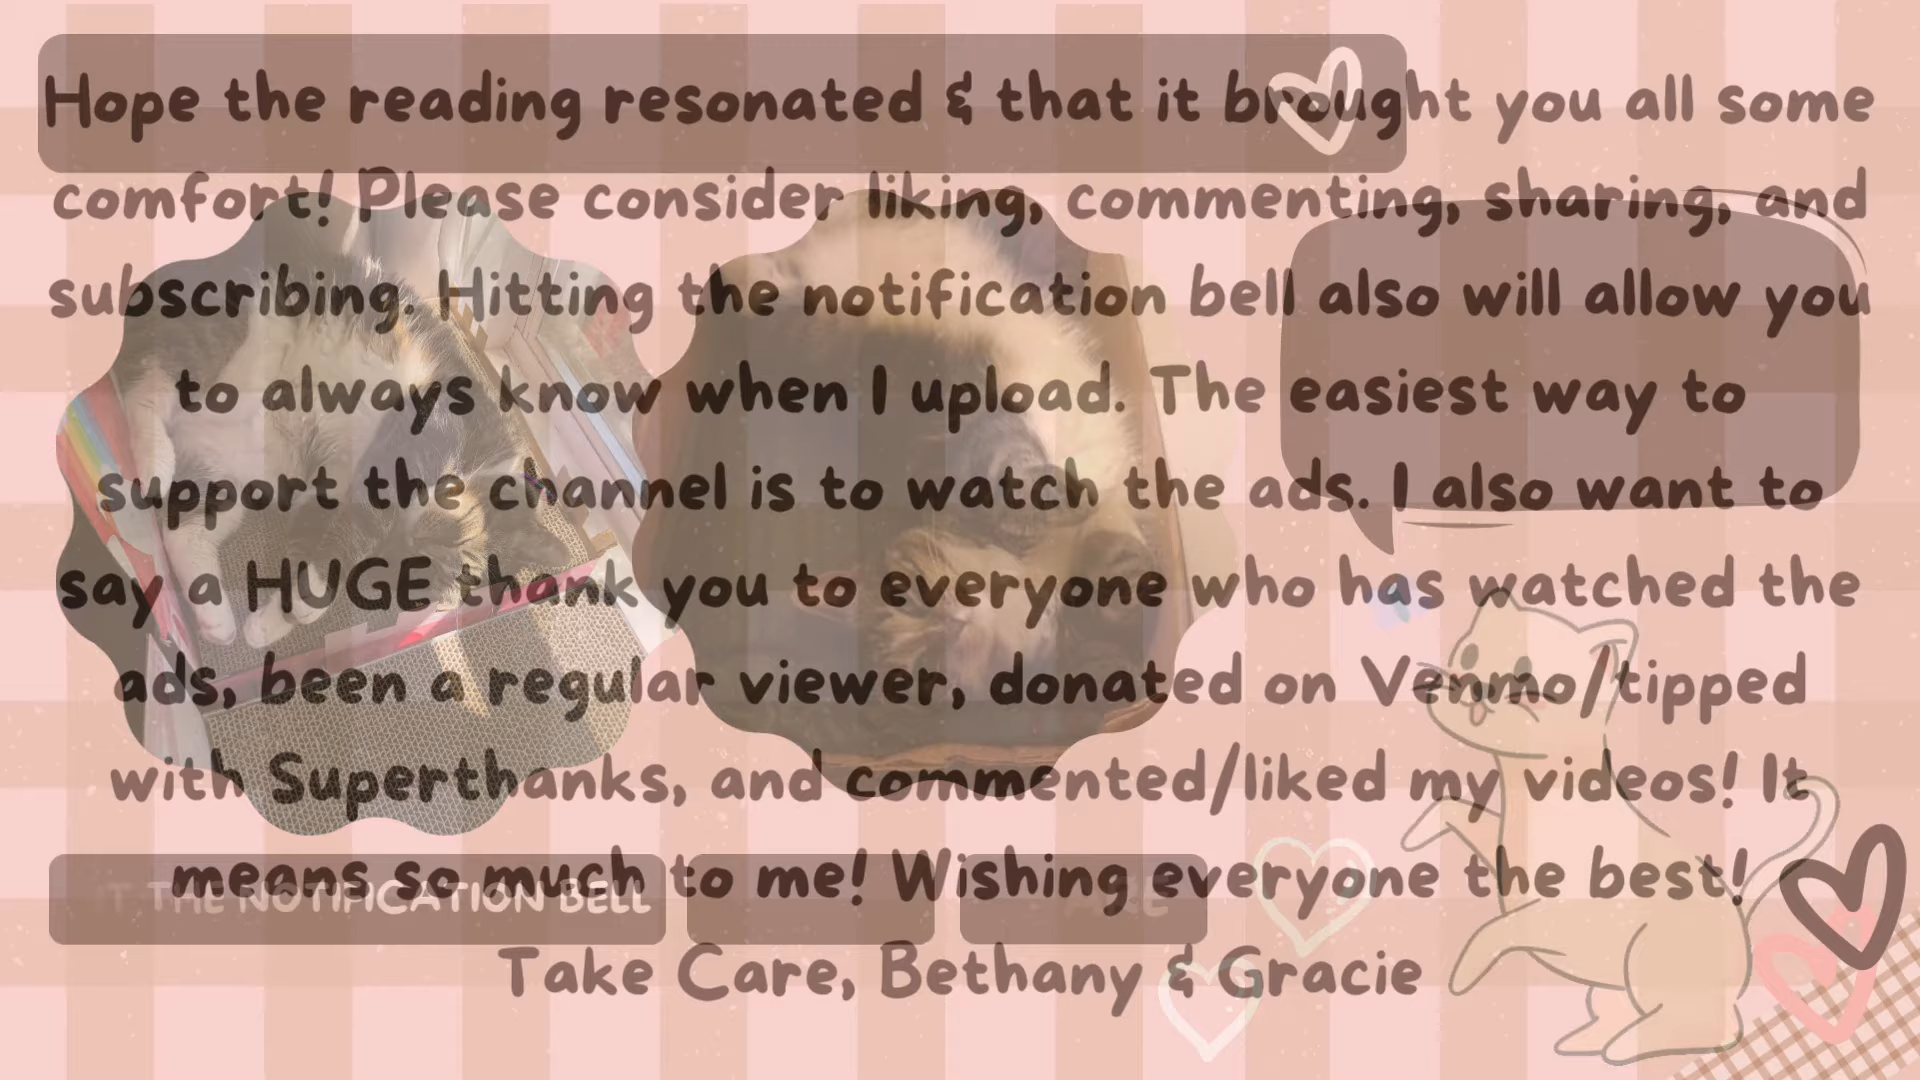 Hope the reading resonated & that it brought you all some
comfort! Please consider liking, commenting, sharing, and
subscribing. Hitting the notification bell also will allow you
to always know when I upload. The easiest way to
support the channel is to watch the ads. I also want to
say a HUGE thank you to everyone who has watched the
ads, been a regular viewer, donated on Venmo/tipped
with Superthanks, and commented/liked my videos! It
means so much to me! Wishing everyone the best!
THE NOTIFICATION BELL
Take Care, Bethany & Gracie